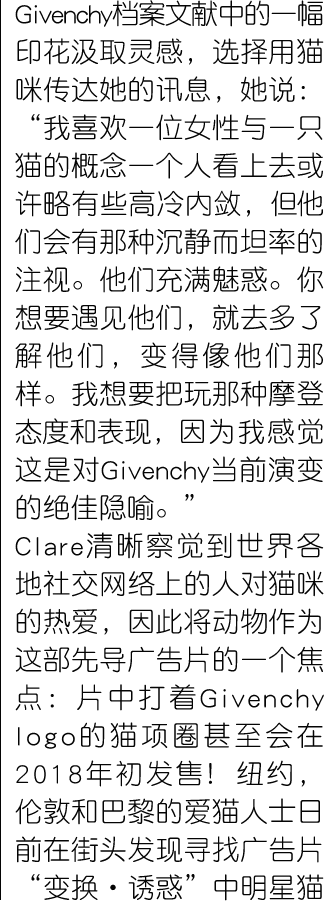 Givenchy档案文献中的一幅
印花汲取灵感，选择用猫
咪传达她的讯息，她说：
“我喜欢一位女性与一只
猫的概念一个人看上去或
许略有些高冷内敛，但他
们会有那种沉静而坦率的
注视。他们充满魅惑。你
想要遇见他们，就去多了
解他们，变得像他们那
样。我想要把玩那种摩登
态度和表现，因为我感觉
这是对Givenchy当前演变
的绝佳隐喻。”
Clare清晰察觉到世界各
地社交网络上的人对猫咪
的热爱，因此将动物作为
这部先导广告片的一个焦
点：片中打着Givenchy
logo的猫项圈甚至会在
2018年初发售！纽约，
伦敦和巴黎的爱猫人士日
前在街头发现寻找广告片
“变换·诱惑”中明星猫